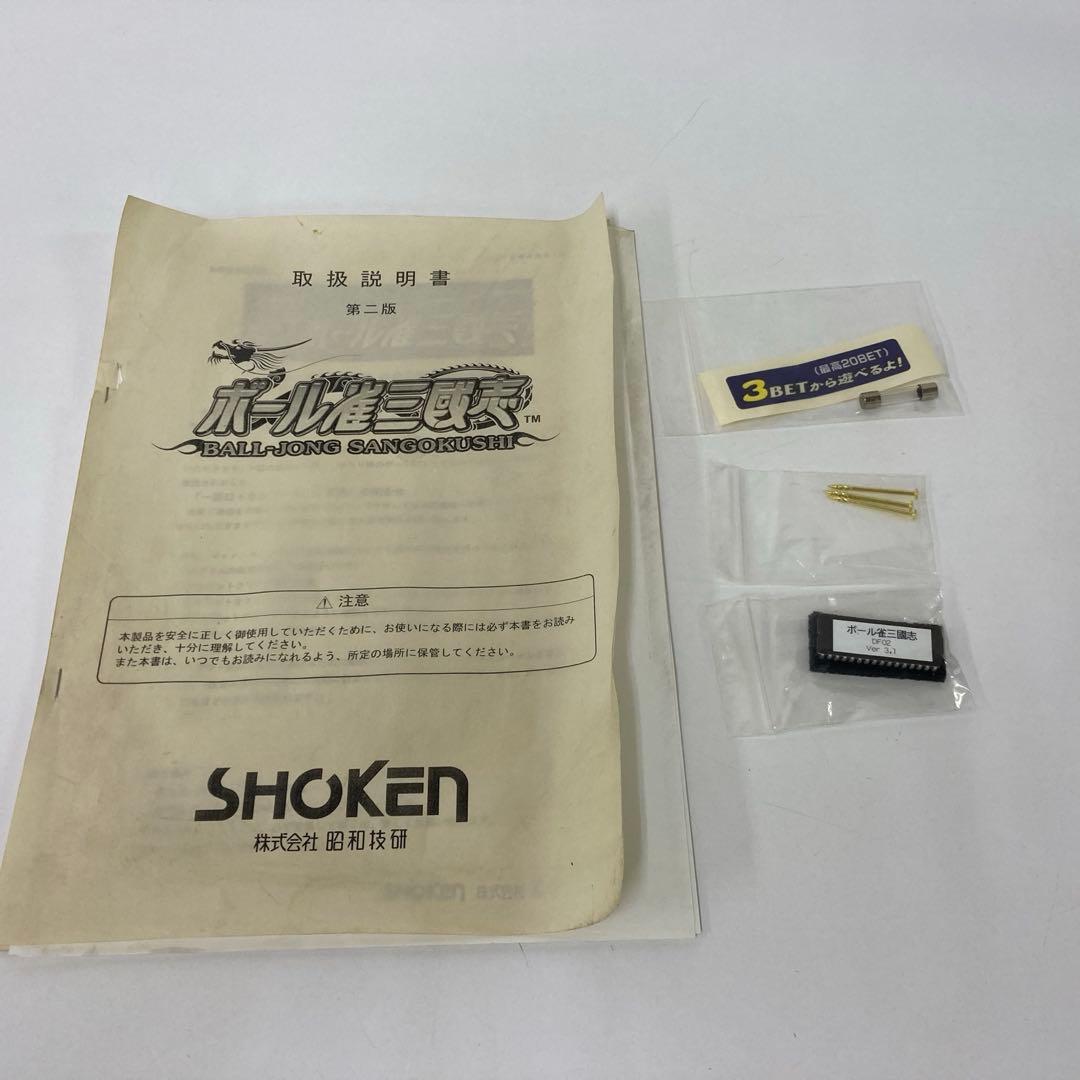 取扱説明書
第二版
ボール雀三國志 TM
BALL-JONG SANGOKUSHI
⚠ 注意
本製品を安全に正しく御使用していただくために、お使いになる際には必ず本書をお読み
いただき、十分に理解してください。
また本書は、いつでもお読みになれるよう、所定の場所に保管してください。
SHOKEN
株式会社 昭和技研
(最高20BET)
3BETから遊べるよ!
ボール雀三國志
DF02
Ver 3.1